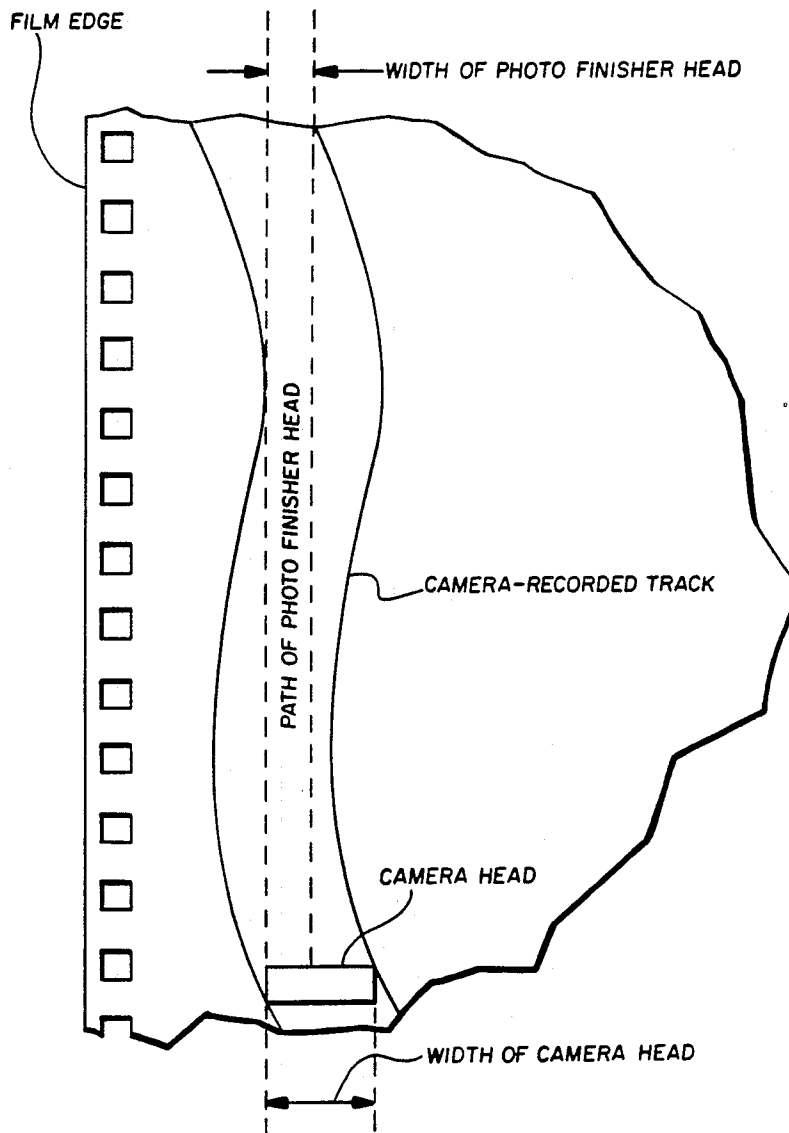 FILM EDGE
WIDTH OF PHOTO FINISHER HEAD
PATH OF PHOTO FINISHER HEAD
CAMERA-RECORDED TRACK
CAMERA HEAD
WIDTH OF CAMERA HEAD